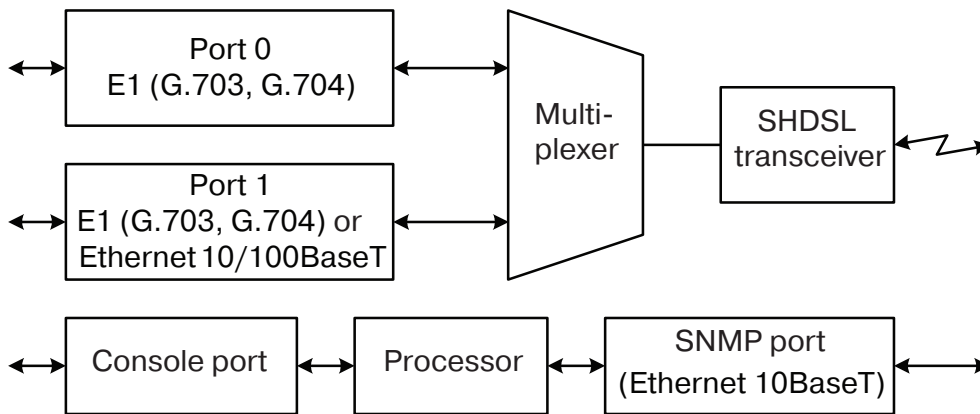 Port 0
E1 (G.703, G.704)
Multi-
plexer
SHDSL
transceiver
Port 1
E1 (G.703, G.704) or
Ethernet 10/100BaseT
Console port
Processor
SNMP port
(Ethernet 10BaseT)